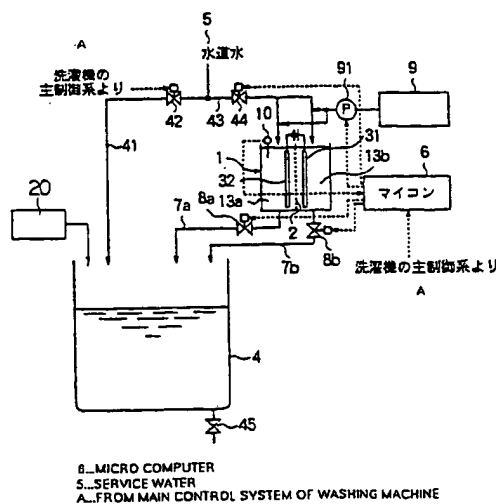 5
A
水道水
洗濯機の
主制御系より
42
43
44
91
P
9
10
31
13b
41
1
6
32
マイコン
20
13a
8a
2
7a
8b
7b
洗濯機の主制御系より
A
4
45
6...MICRO COMPUTER
5...SERVICE WATER
A...FROM MAIN CONTROL SYSTEM OF WASHING MACHINE